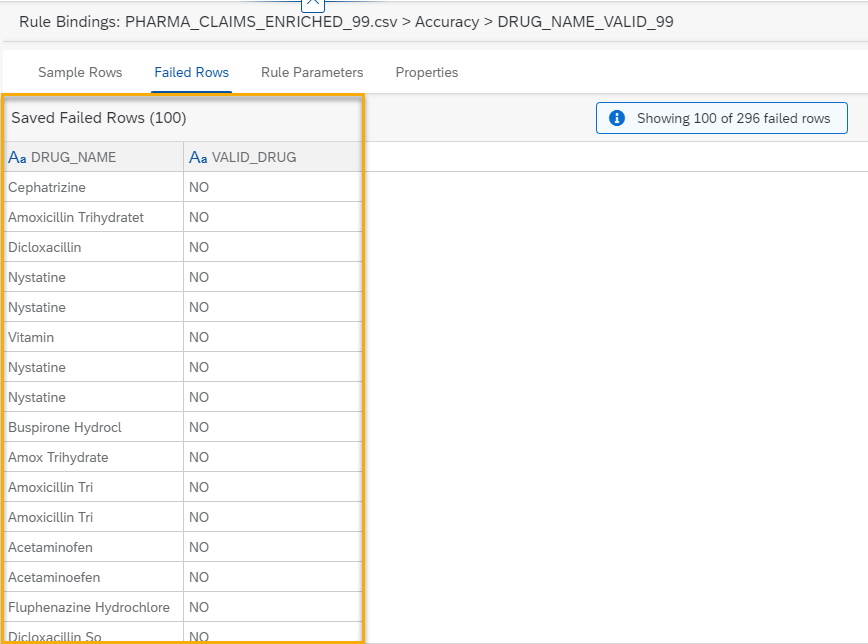 Rule Bindings: PHARMA_CLAIMS_ENRICHED_99.csv > Accuracy > DRUG_NAME_VALID_99
Sample Rows Failed Rows Rule Parameters Properties
Saved Failed Rows (100) Showing 100 of 296 failed rows
Aa DRUG_NAME Aa VALID_DRUG
Cephatrizine NO
Amoxicillin Trihydratet NO
Dicloxacillin NO
Nystatine NO
Nystatine NO
Vitamin NO
Nystatine NO
Nystatine NO
Buspirone Hydrocl NO
Amox Trihydrate NO
Amoxicillin Tri NO
Amoxicillin Tri NO
Acetaminofen NO
Acetaminoefen NO
Fluphenazine Hydrochlore NO
Dicloxacillin So NO